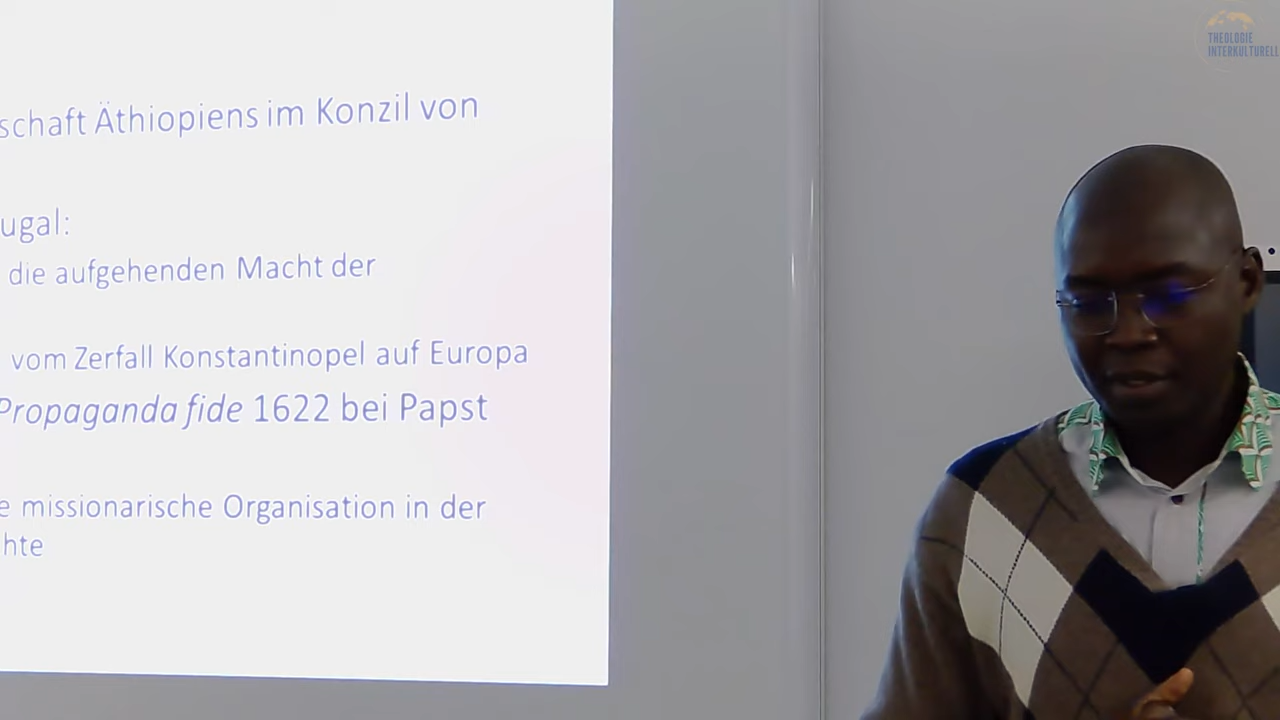 schaft Äthiopiens im Konzil von
ugal:
die aufgehenden Macht der
vom Zerfall Konstantinopel auf Europa
Propaganda fide 1622 bei Papst
e missionarische Organisation in der
hte
THEOLOGIE
INTERKULTURELL